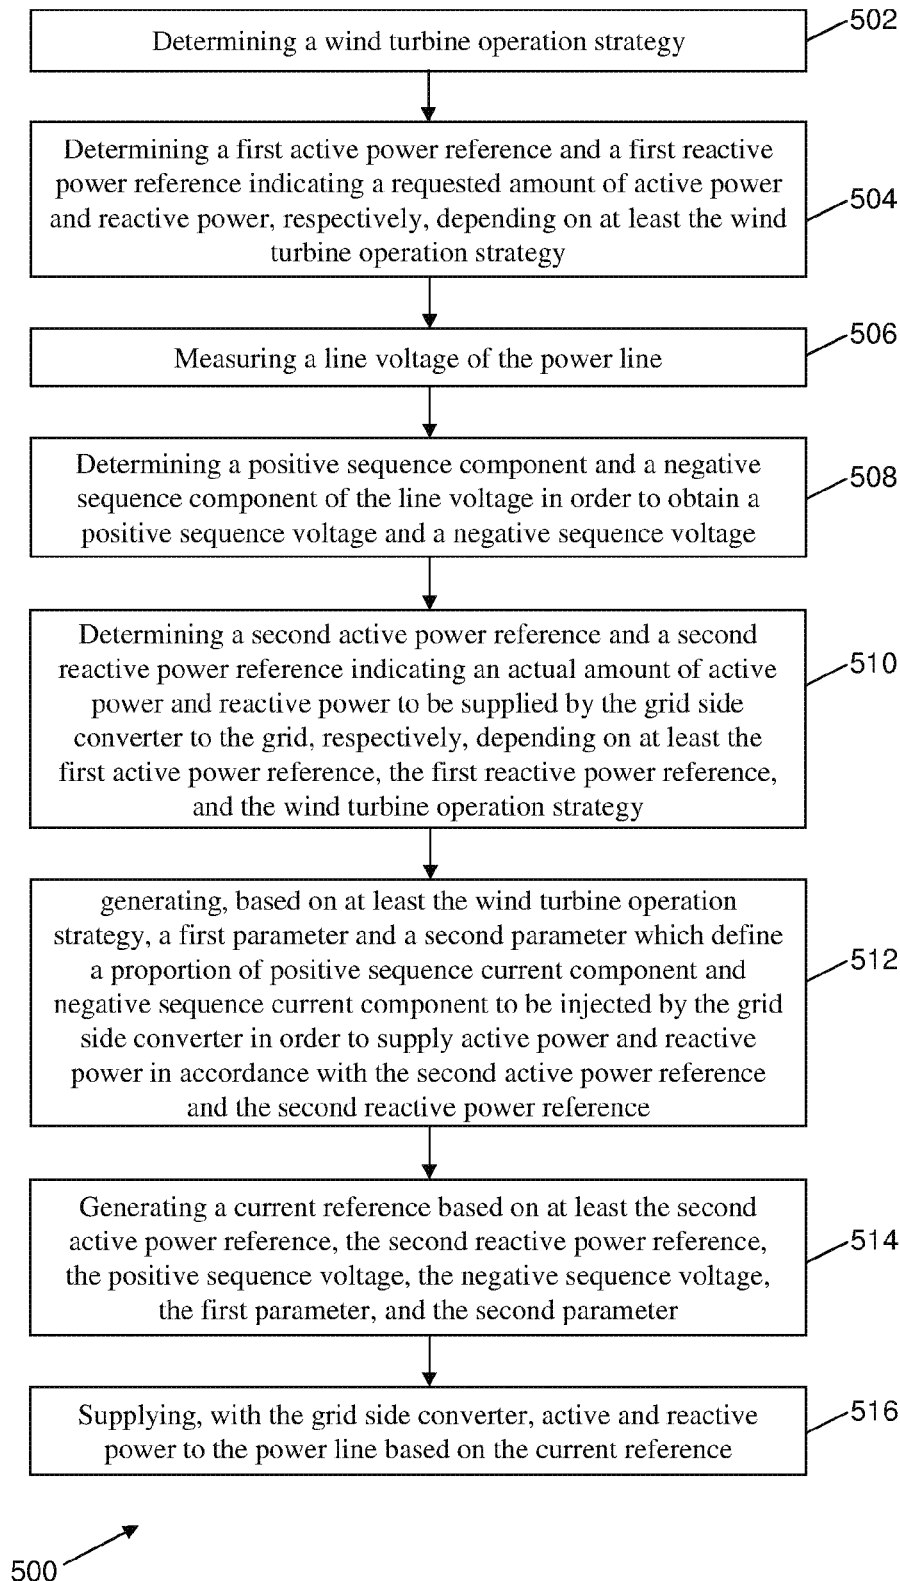 Determining a wind turbine operation strategy
502
Determining a first active power reference and a first reactive
power reference indicating a requested amount of active power
and reactive power, respectively, depending on at least the wind
turbine operation strategy
504
Measuring a line voltage of the power line
506
Determining a positive sequence component and a negative
sequence component of the line voltage in order to obtain a
positive sequence voltage and a negative sequence voltage
508
Determining a second active power reference and a second
reactive power reference indicating an actual amount of active
power and reactive power to be supplied by the grid side
converter to the grid, respectively, depending on at least the
first active power reference, the first reactive power reference,
and the wind turbine operation strategy
510
generating, based on at least the wind turbine operation
strategy, a first parameter and a second parameter which define
a proportion of positive sequence current component and
negative sequence current component to be injected by the grid
side converter in order to supply active power and reactive
power in accordance with the second active power reference
and the second reactive power reference
512
Generating a current reference based on at least the second
active power reference, the second reactive power reference,
the positive sequence voltage, the negative sequence voltage,
the first parameter, and the second parameter
514
Supplying, with the grid side converter, active and reactive
power to the power line based on the current reference
516
500